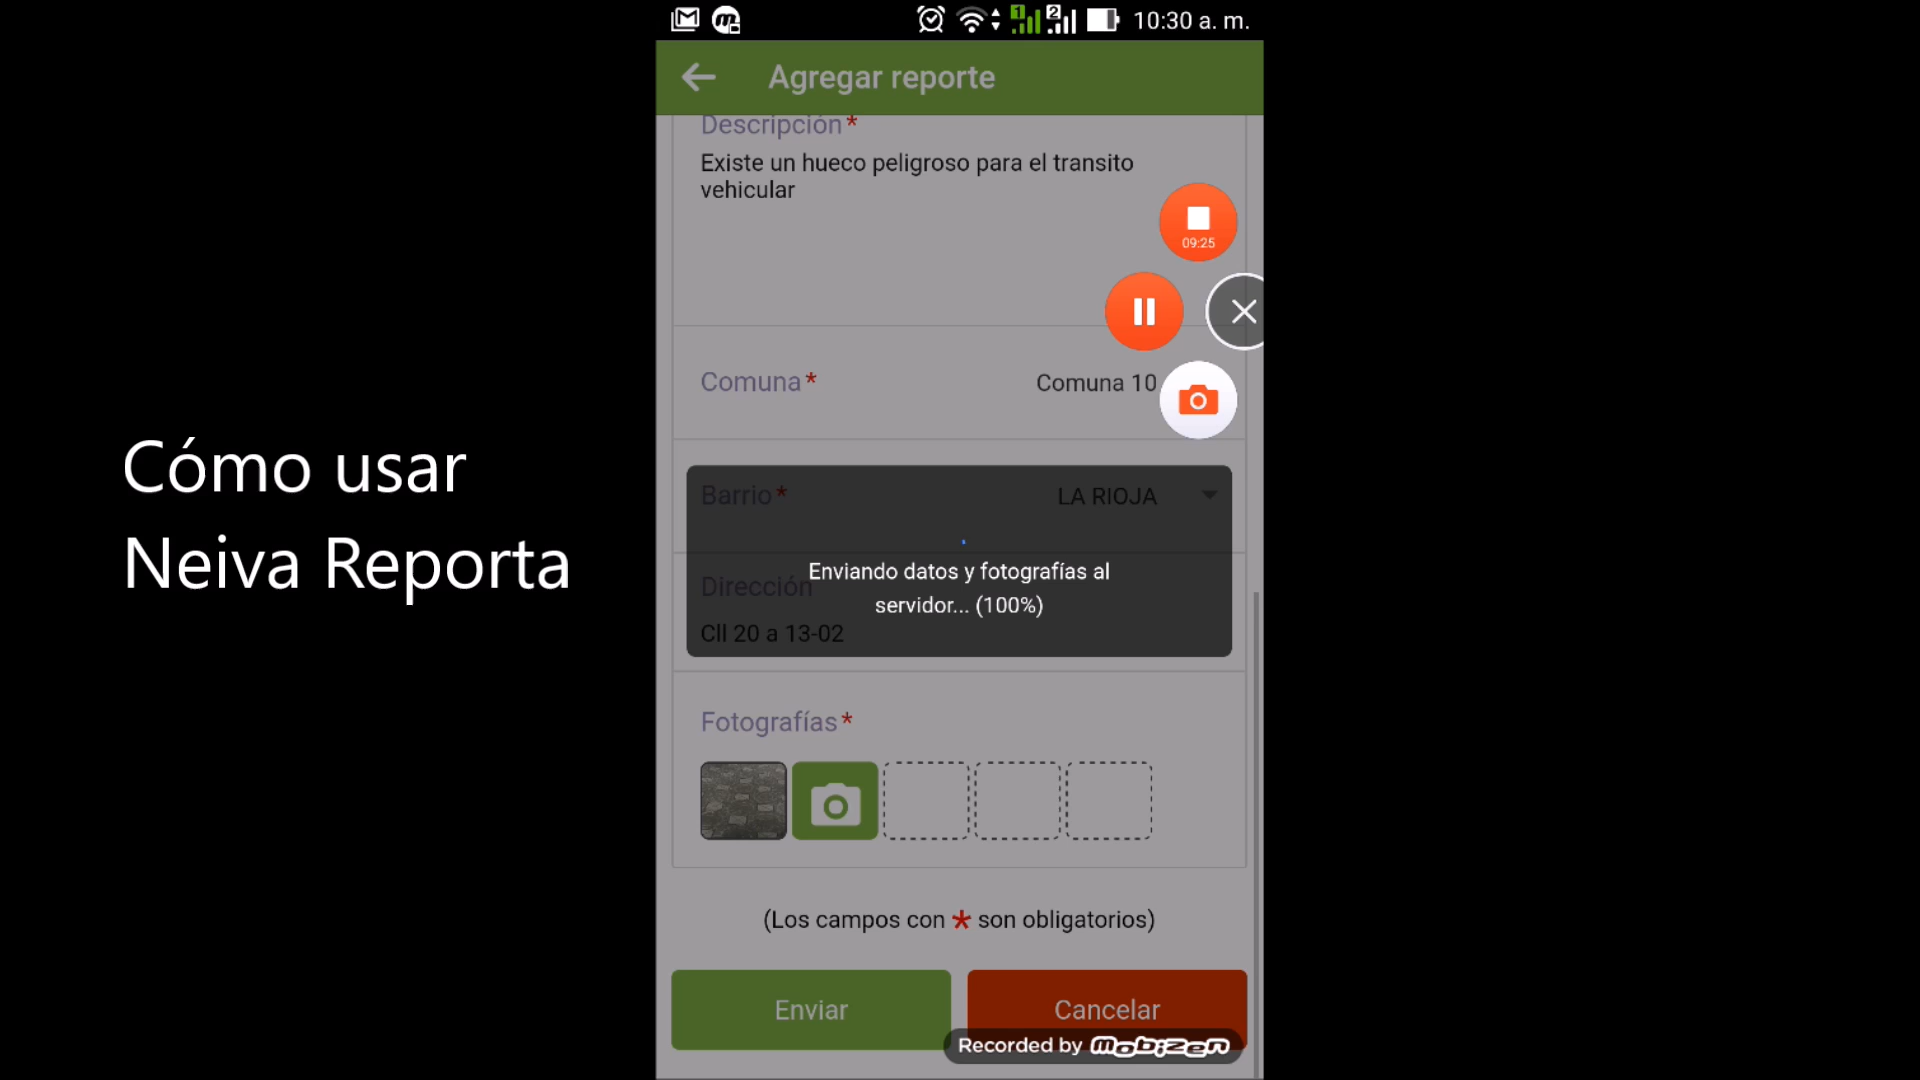 1 2 10:30 a. m.
Agregar reporte
Descripción*
Existe un hueco peligroso para el transito
vehicular
09:25
Comuna* Comuna 10
Barrio* LA RIOJA
Enviando datos y fotografías al
servidor... (100%)
Dirección
Cll 20 a 13-02
Fotografías*
(Los campos con * son obligatorios)
Enviar Cancelar
Recorded by mobizen
Cómo usar
Neiva Reporta